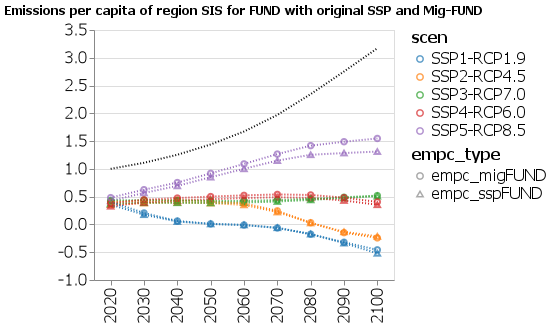 Emissions per capita of region SIS for FUND with original SSP and Mig-FUND
3.5
3.0
2.5
2.0
1.5
1.0
0.5
0.0
-0.5
-1.0
2020
2030
2040
2050
2060
2070
2080
2090
2100
scen
SSP1-RCP1.9
SSP2-RCP4.5
SSP3-RCP7.0
SSP4-RCP6.0
SSP5-RCP8.5
empc_type
empc_migFUND
empc_sspFUND